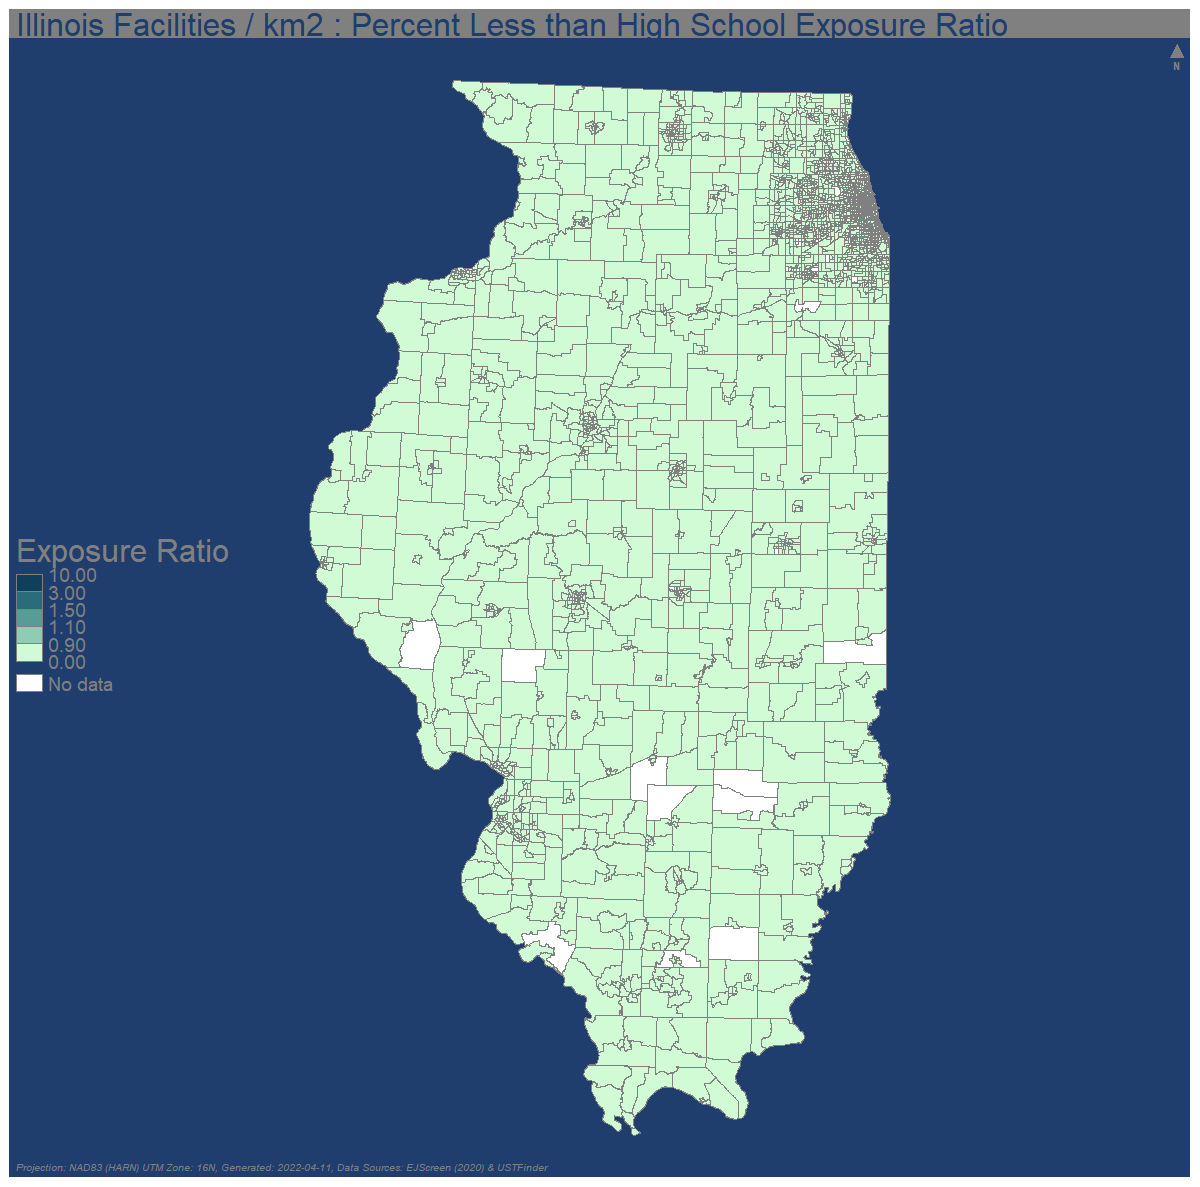 Illinois Facilities / km2 : Percent Less than High School Exposure Ratio
N
Exposure Ratio
10.00
3.00
1.50
1.10
0.90
0.00
No data
Projection: NAD83 (HARN) UTM Zone: 16N, Generated: 2022-04-11, Data Sources: EJScreen (2020) & USTFinder